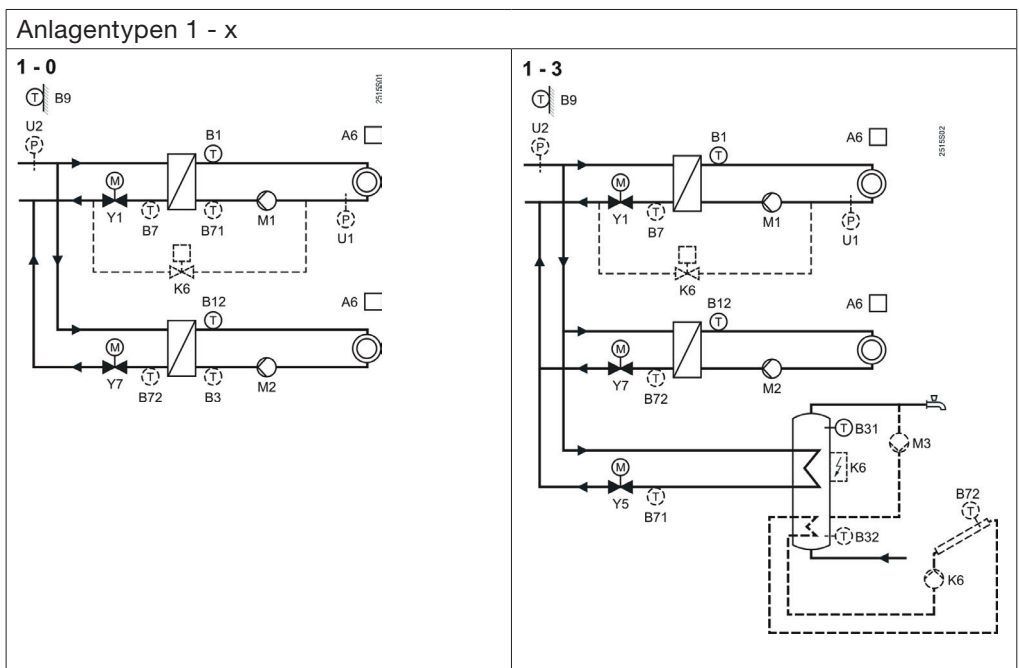 Anlagentypen 1 - x
1 - 0
T B9
2515S01
U2
P
B1
T
A6
M
Y1
T
B7
T
B71
M1
P
U1
K6
B12
T
A6
M
Y7
T
B72
T
B3
M2
1 - 3
T B9
2515S02
U2
P
B1
T
A6
M
Y1
T
B7
M1
P
U1
K6
B12
T
A6
M
Y7
T
B72
M2
T B31
M3
K6
M
Y5
T
B71
B72
T
T B32
K6